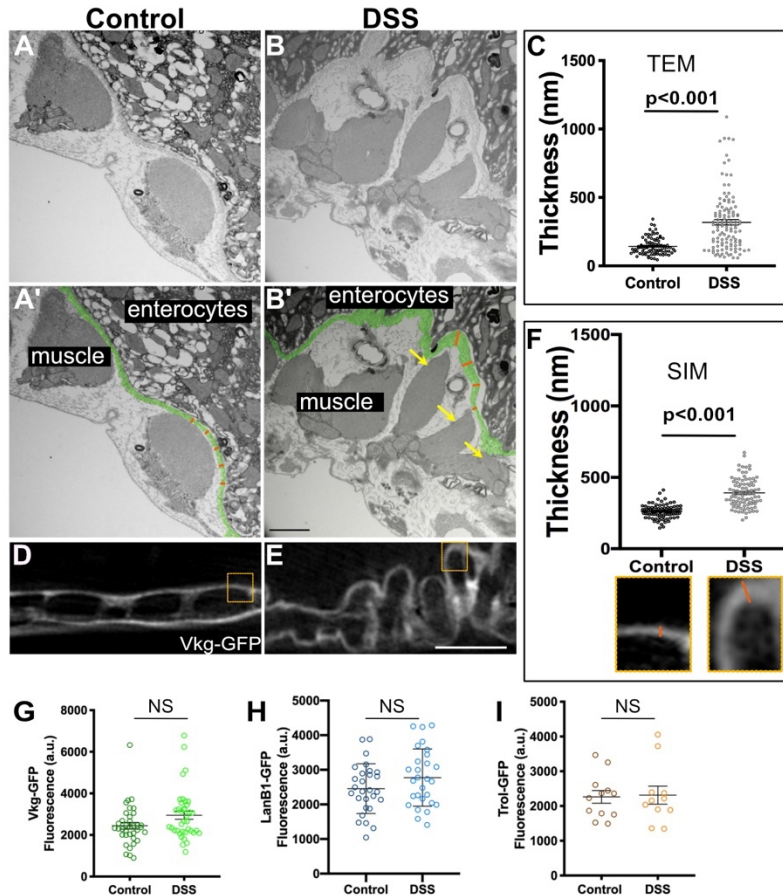 Control
DSS
A
B
A'
enterocytes
muscle
B'
enterocytes
muscle
C
TEM
p<0.001
Thickness (nm)
1500
1000
500
0
Control
DSS
D
Vkg-GFP
E
F
SIM
p<0.001
Thickness (nm)
1500
1000
500
0
Control
DSS
G
NS
Vkg-GFP
Fluorescence (a.u.)
8000
6000
4000
2000
0
Control
DSS
H
NS
LanB1-GFP
Fluorescence (a.u.)
5000
4000
3000
2000
1000
0
Control
DSS
I
NS
Trol-GFP
Fluorescence (a.u.)
5000
4000
3000
2000
1000
0
Control
DSS